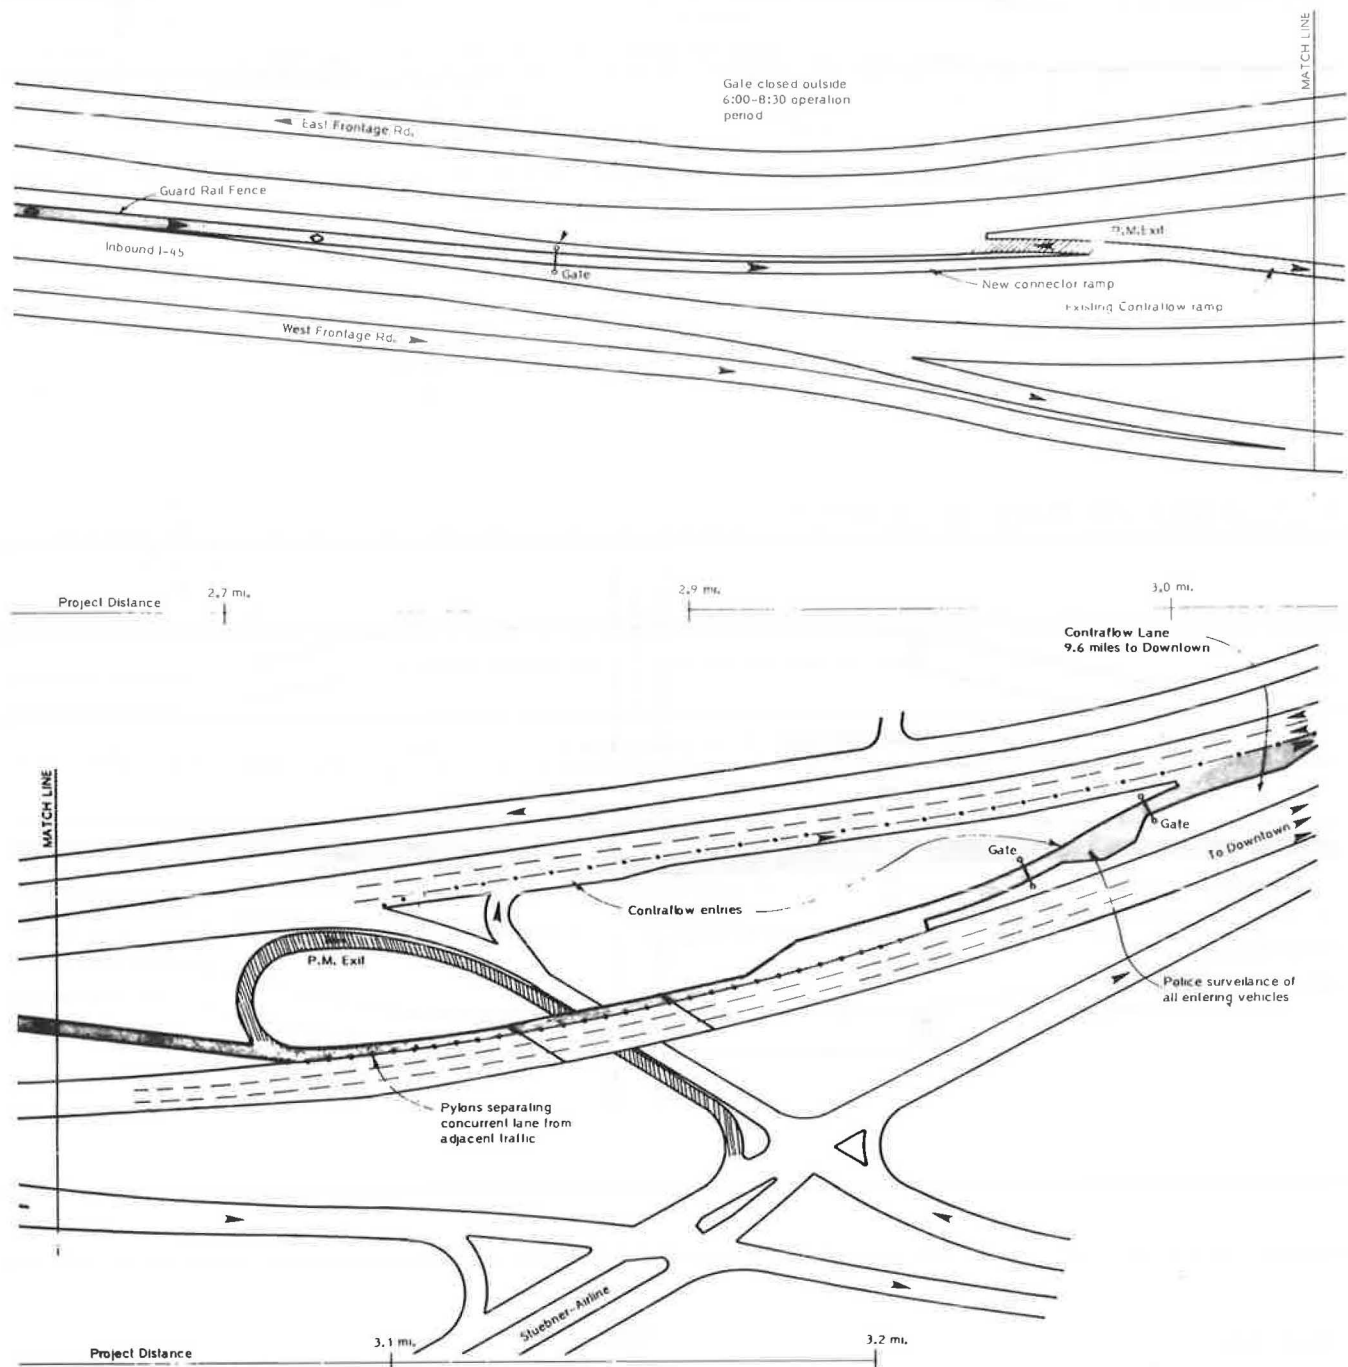 MATCH LINE
Gate closed outside
6:00-8:30 operation
period
East Frontage Rd.
Guard Rail Fence
P.M. Exit
Inbound I-45
Gate
New connector ramp
Existing Contraflow ramp
West Frontage Rd.
2.7 mi.
2.9 mi.
3.0 mi.
Project Distance
Contraflow Lane
9.6 miles to Downtown
MATCH LINE
Gate
Gate
To Downtown
Contraflow entries
P.M. Exit
Police surveilance of
all entering vehicles
Pylons separating
concurrent lane from
adjacent traffic
Stuebner-Airline
3.1 mi.
3.2 mi.
Project Distance